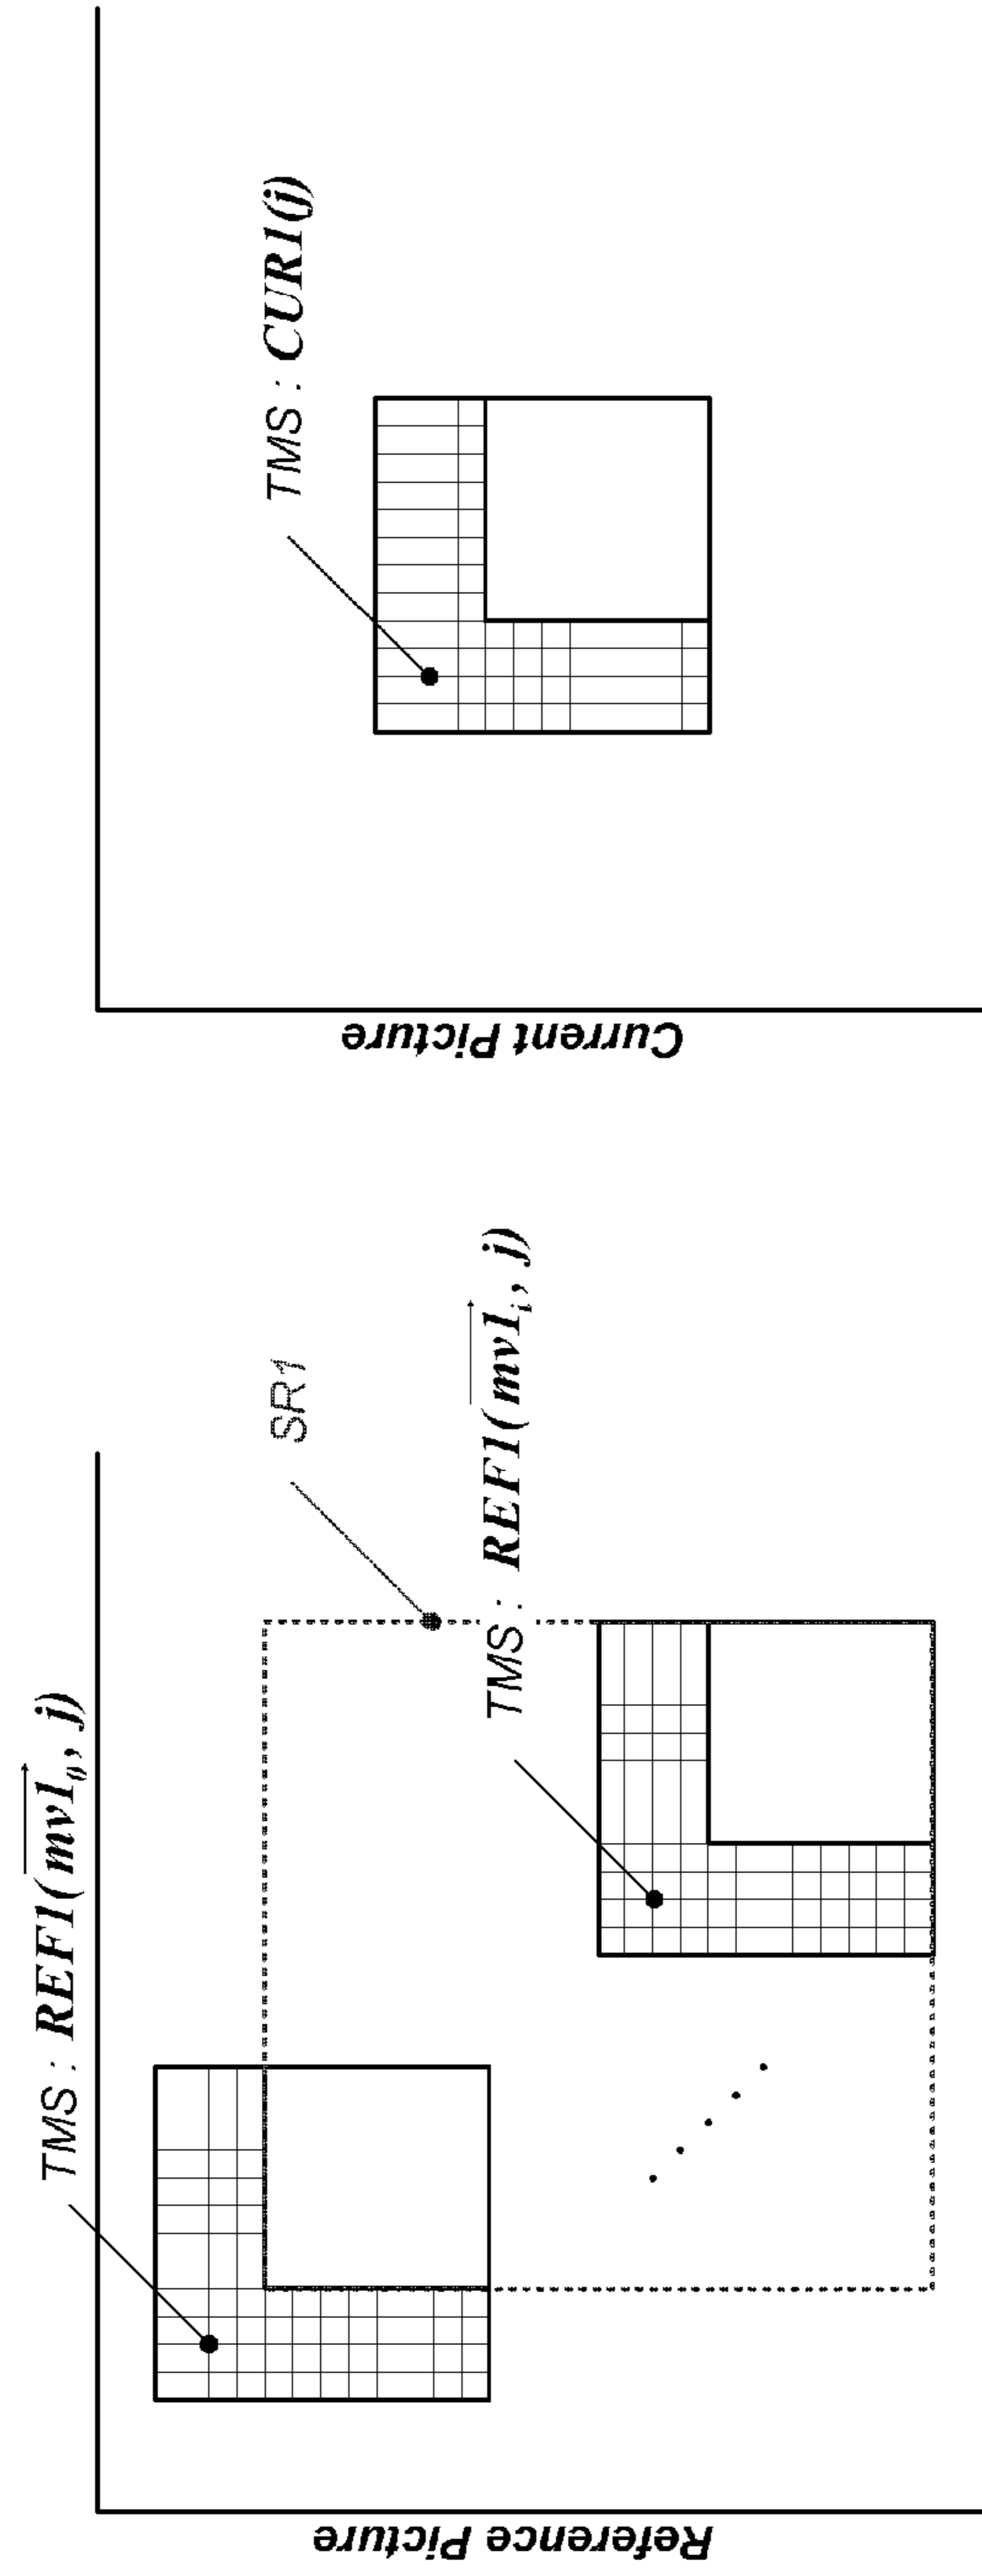 Reference Picture
TMS : REF1(mv1₀, j)
SR1
TMS : REF1(mv1ᵢ, j)
Current Picture
TMS : CUR1(j)